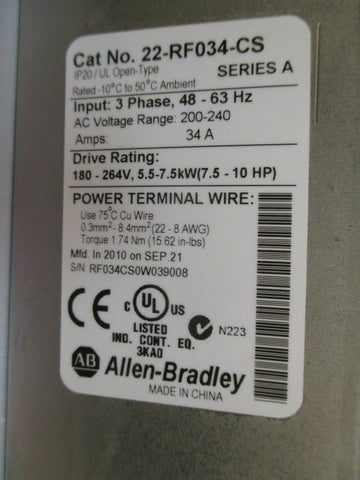 Cat No. 22-RF034-CS
IP20 / UL Open-Type
SERIES A
Rated -10°C to 50°C Ambient
Input: 3 Phase, 48 - 63 Hz
AC Voltage Range: 200-240
Amps: 34 A
Drive Rating:
180 - 264V, 5.5-7.5kW(7.5 - 10 HP)
POWER TERMINAL WIRE:
Use 75°C Cu Wire
0.3mm² - 8.4mm² (22 - 8 AWG)
Torque 1.74 Nm (15.62 in-lbs)
Mfd. In 2010 on SEP 21
S/N: RF034CS0W039008
CE C UL US N223
LISTED
IND. CONT. EQ.
3KA0
AB Allen-Bradley
MADE IN CHINA